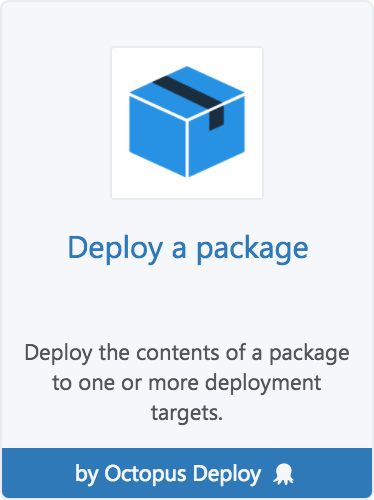 Deploy a package
Deploy the contents of a package
to one or more deployment
targets.
by Octopus Deploy